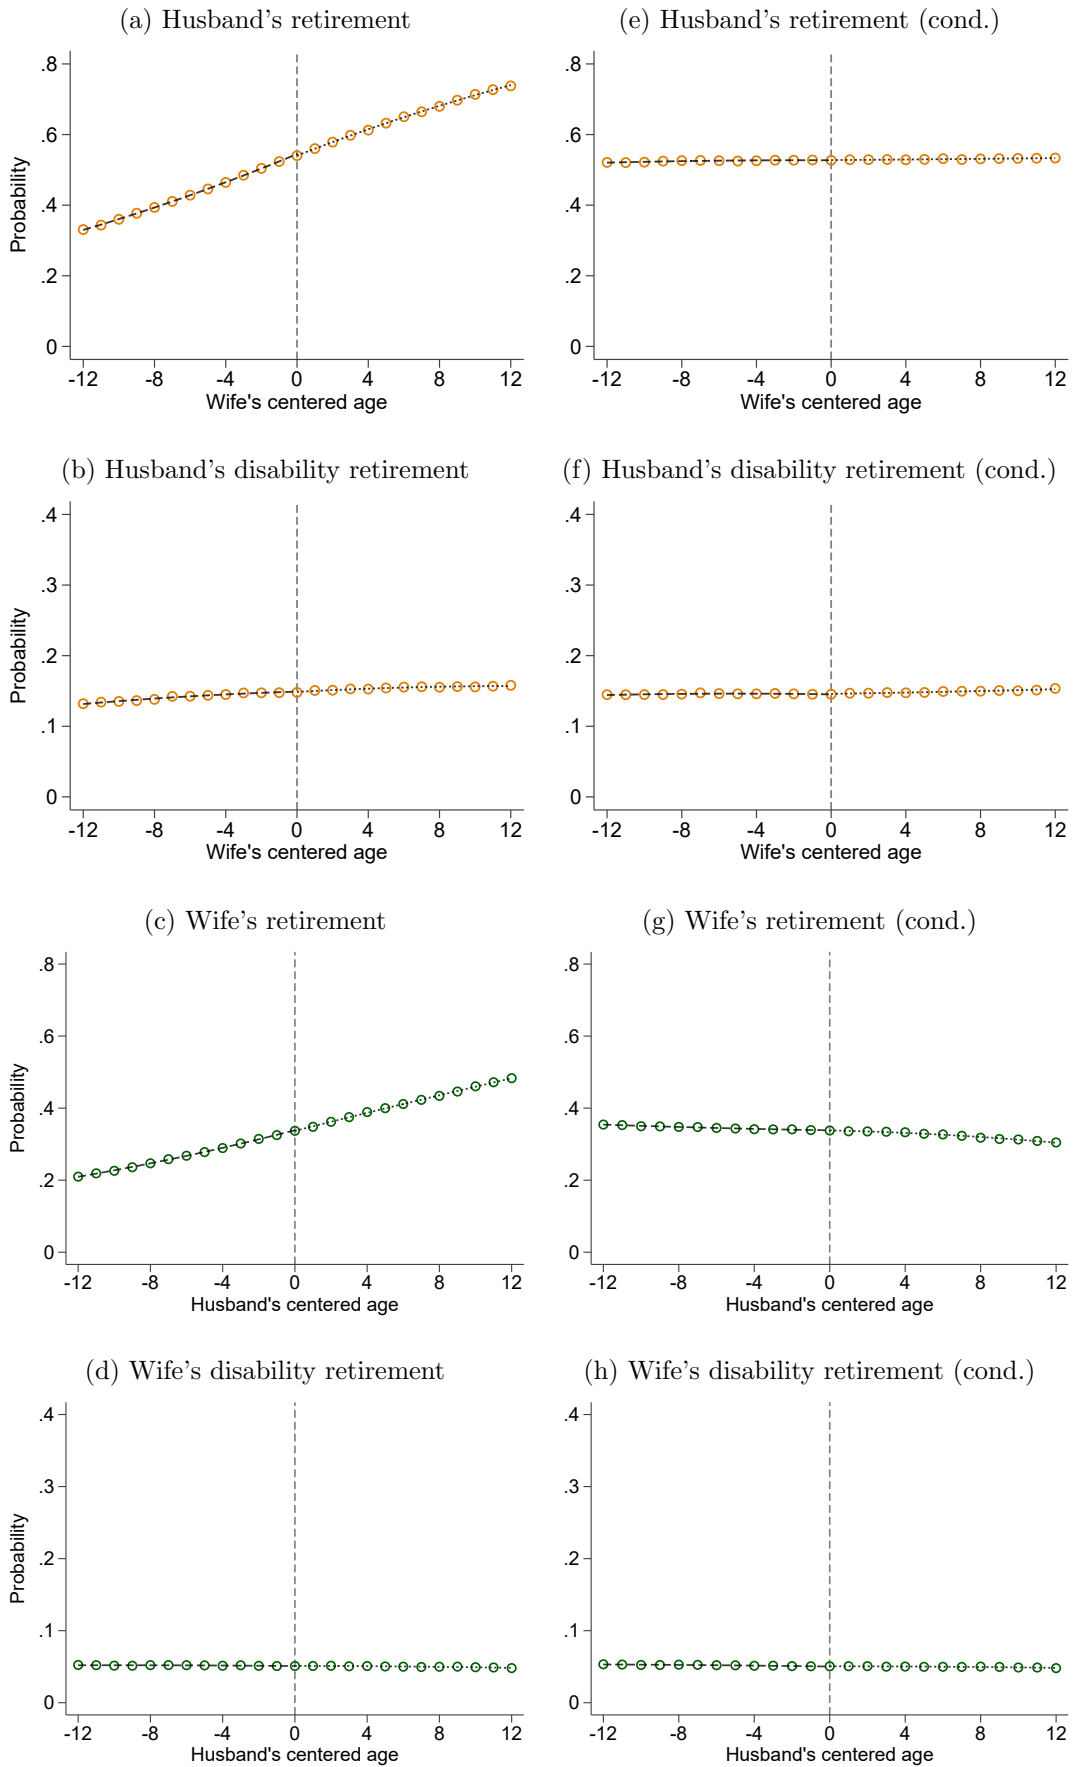 (a) Husband's retirement
.8
.6
.4
.2
0
Probability
-12 -8 -4 0 4 8 12
Wife's centered age
(e) Husband's retirement (cond.)
.8
.6
.4
.2
0
-12 -8 -4 0 4 8 12
Wife's centered age
(b) Husband's disability retirement
.4
.3
.2
.1
0
Probability
-12 -8 -4 0 4 8 12
Wife's centered age
(f) Husband's disability retirement (cond.)
.4
.3
.2
.1
0
-12 -8 -4 0 4 8 12
Wife's centered age
(c) Wife's retirement
.8
.6
.4
.2
0
Probability
-12 -8 -4 0 4 8 12
Husband's centered age
(g) Wife's retirement (cond.)
.8
.6
.4
.2
0
-12 -8 -4 0 4 8 12
Husband's centered age
(d) Wife's disability retirement
.4
.3
.2
.1
0
Probability
-12 -8 -4 0 4 8 12
Husband's centered age
(h) Wife's disability retirement (cond.)
.4
.3
.2
.1
0
-12 -8 -4 0 4 8 12
Husband's centered age